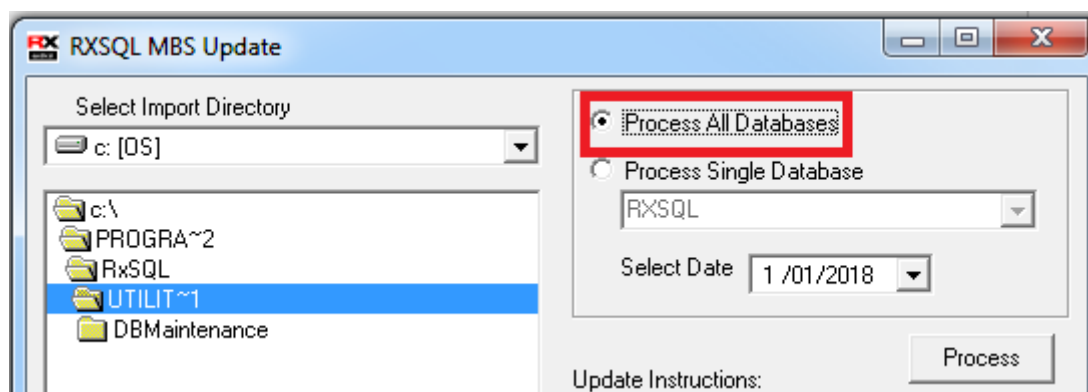 RX RXSQL MBS Update
Select Import Directory
c: [OS]
c:\
PROGRA~2
RxSQL
UTILIT~1
DBMaintenance
Process All Databases
Process Single Database
RXSQL
Select Date 1 /01/2018
Process
Update Instructions: